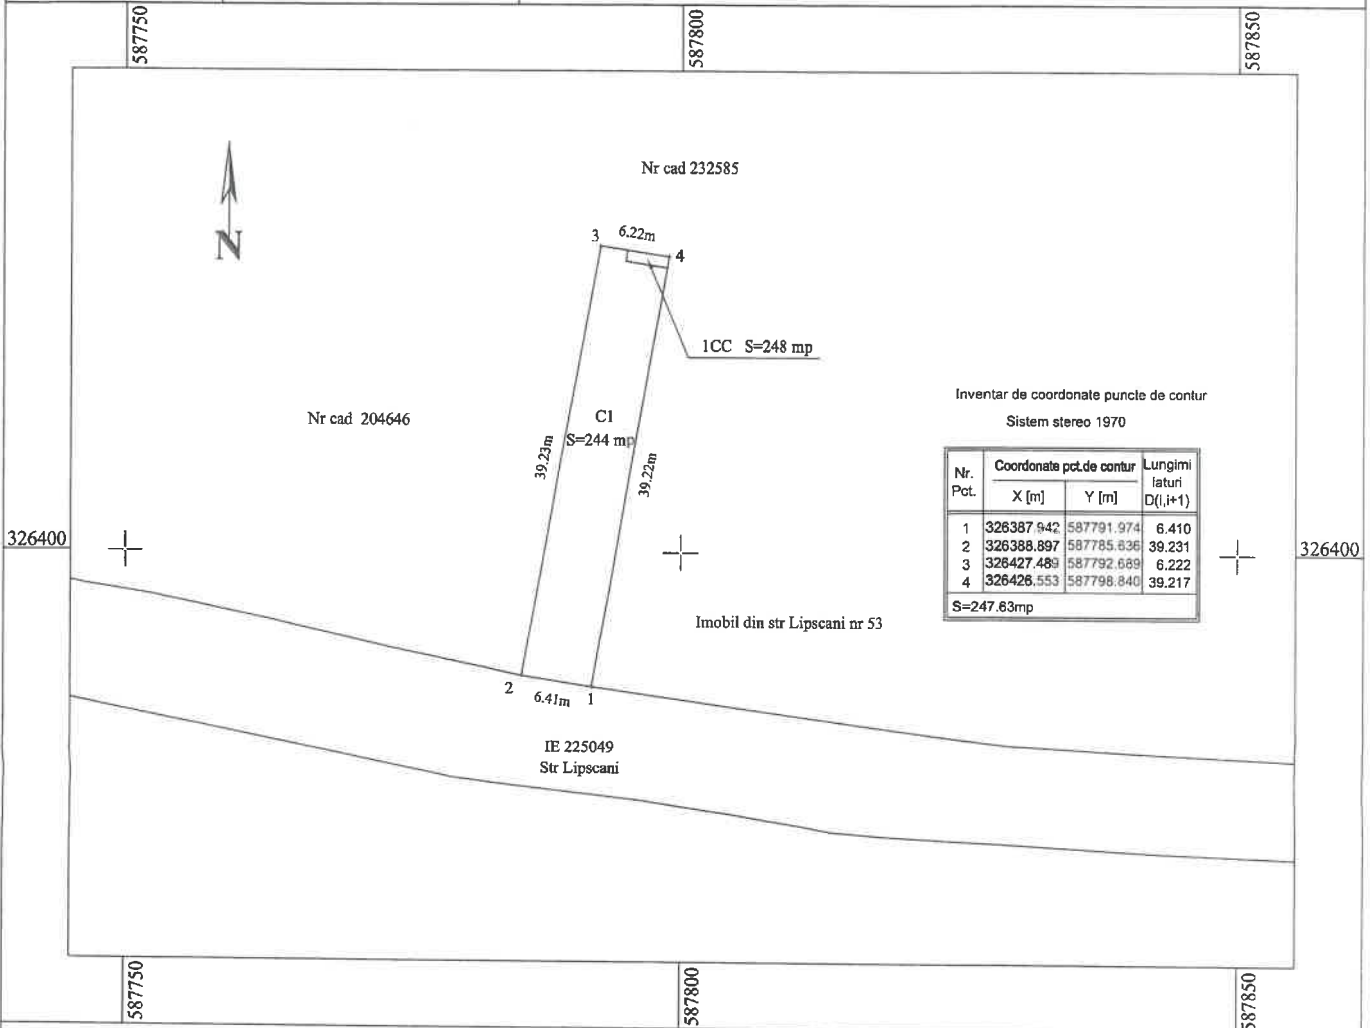 587750
587800
587850
Nr cad 232585
N
3
6.22m
4
1CC S=248 mp
Nr cad 204646
C1
S=244 mp
39.23m
39.22m
Inventar de coordonate puncte de contur
Sistem stereo 1970
Nr. Pct.
Coordonate pct.de contur
Lungimi laturi D(i,i+1)
X [m] Y [m]
1 326387.942 587791.974 6.410
2 326388.897 587785.636 39.231
3 326427.489 587792.689 6.222
4 326426.553 587798.840 39.217
S=247.63mp
326400
326400
Imobil din str Lipscani nr 53
2
6.41m
1
IE 225049
Str Lipscani
587750
587800
587850